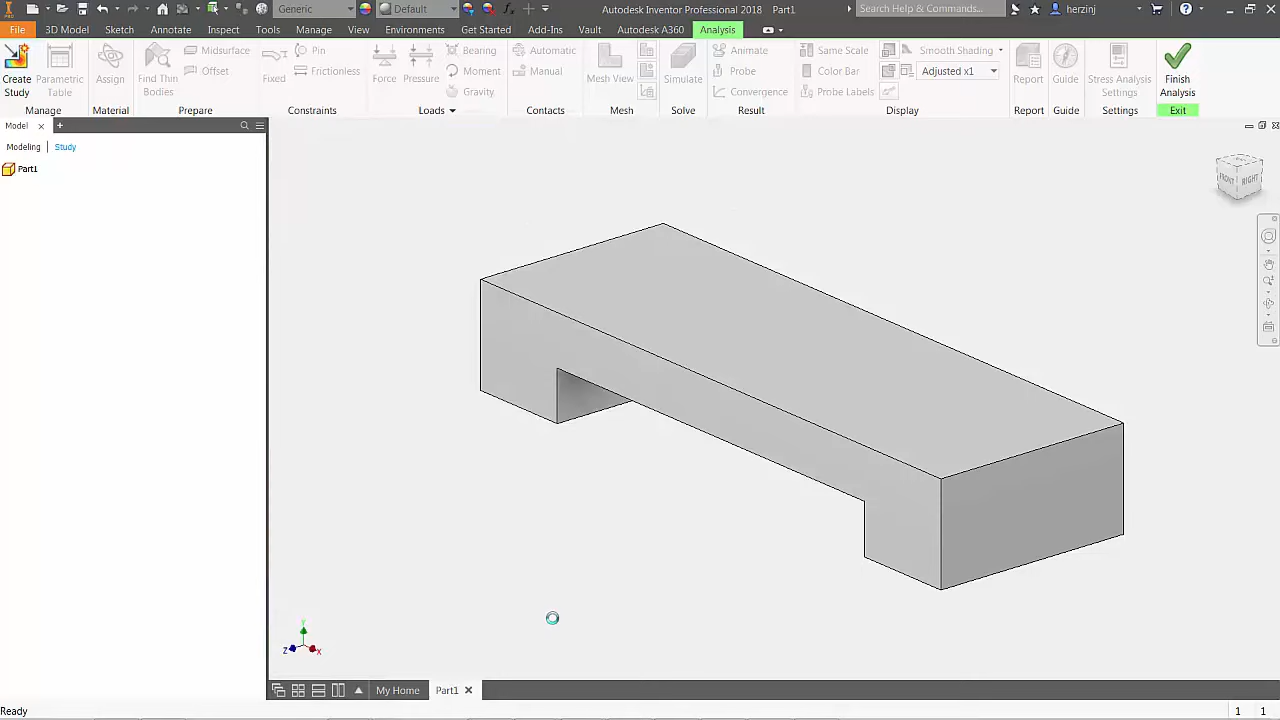 PRO
Generic
Default
Autodesk Inventor Professional 2018 Part1
Search Help & Commands...
herzinj
File 3D Model Sketch Inspect Annotate Tools Manage View Environments Get Started Add-Ins Vault Autodesk A360 Analysis
Create Study
Parametric Table
Manage
Assign
Material
Find Thin Bodies
Midsurface
Offset
Prepare
Fixed
Pin
Frictionless
Constraints
Force
Pressure
Bearing
Moment
Gravity
Loads
Automatic
Manual
Contacts
Mesh View
Mesh
Simulate
Solve
Animate
Probe
Convergence
Result
Same Scale
Color Bar
Probe Labels
Smooth Shading
Adjusted x1
Display
Report
Report
Guide
Guide
Stress Analysis Settings
Settings
Finish Analysis
Exit
Model
Modeling | Study
Part1
FRONT RIGHT
Y
Z X
My Home Part1
Ready
1 1